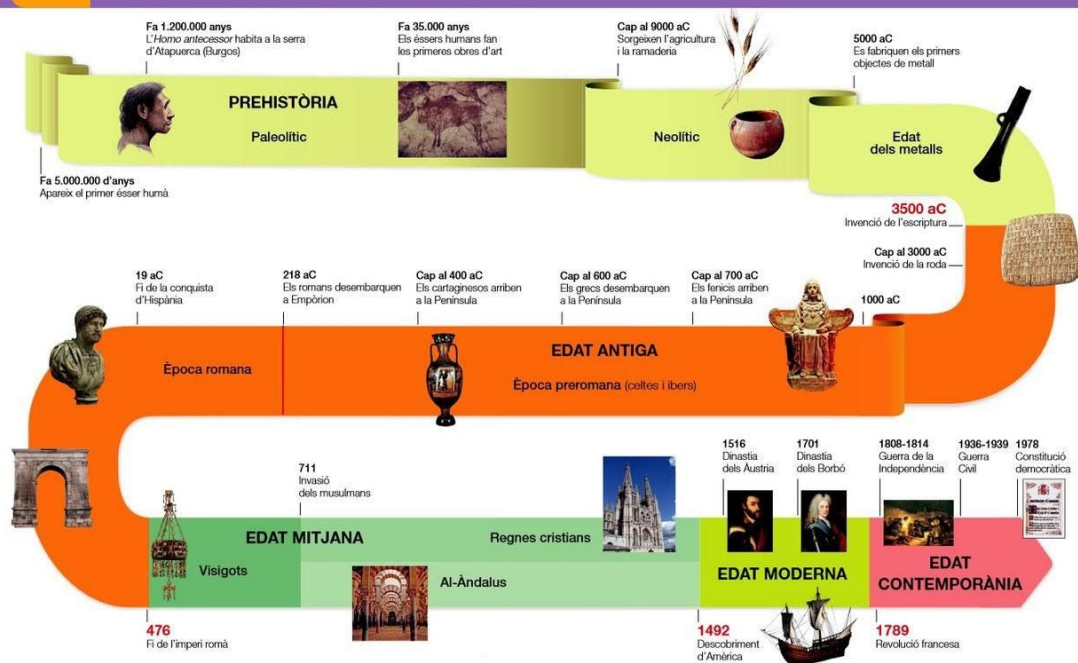 Fa 1.200.000 anys
L'Homo antecessor habita a la serra
d'Atapuerca (Burgos)
Fa 35.000 anys
Els éssers humans fan
les primeres obres d'art
Cap al 9000 aC
Sorgeixen l'agricultura
i la ramaderia
5000 aC
Es fabriquen els primers
objectes de metall
PREHISTÒRIA
Paleolític
Neolític
Edat
dels metalls
Fa 5.000.000 d'anys
Apareix el primer ésser humà
3500 aC
Invenció de l'escriptura
Cap al 3000 aC
Invenció de la roda
19 aC
Fi de la conquista
d'Hispània
218 aC
Els romans desembarquen
a Empòrion
Cap al 400 aC
Els cartaginesos arriben
a la Península
Cap al 600 aC
Els grecs desembarquen
a la Península
Cap al 700 aC
Els fenicis arriben
a la Península
1000 aC
EDAT ANTIGA
Època romana
Època preromana (celtes i ibers)
711
Invasió
dels musulmans
1516
Dinastia
dels Àustria
1701
Dinastia
dels Borbó
1808-1814
Guerra de la
Independència
1936-1939
Guerra
Civil
1978
Constitució
democràtica
EDAT MITJANA
Visigots
Regnes cristians
Al-Àndalus
EDAT MODERNA
EDAT
CONTEMPORÀNIA
476
Fi de l'imperi romà
1492
Descobriment
d'Amèrica
1789
Revolució francesa